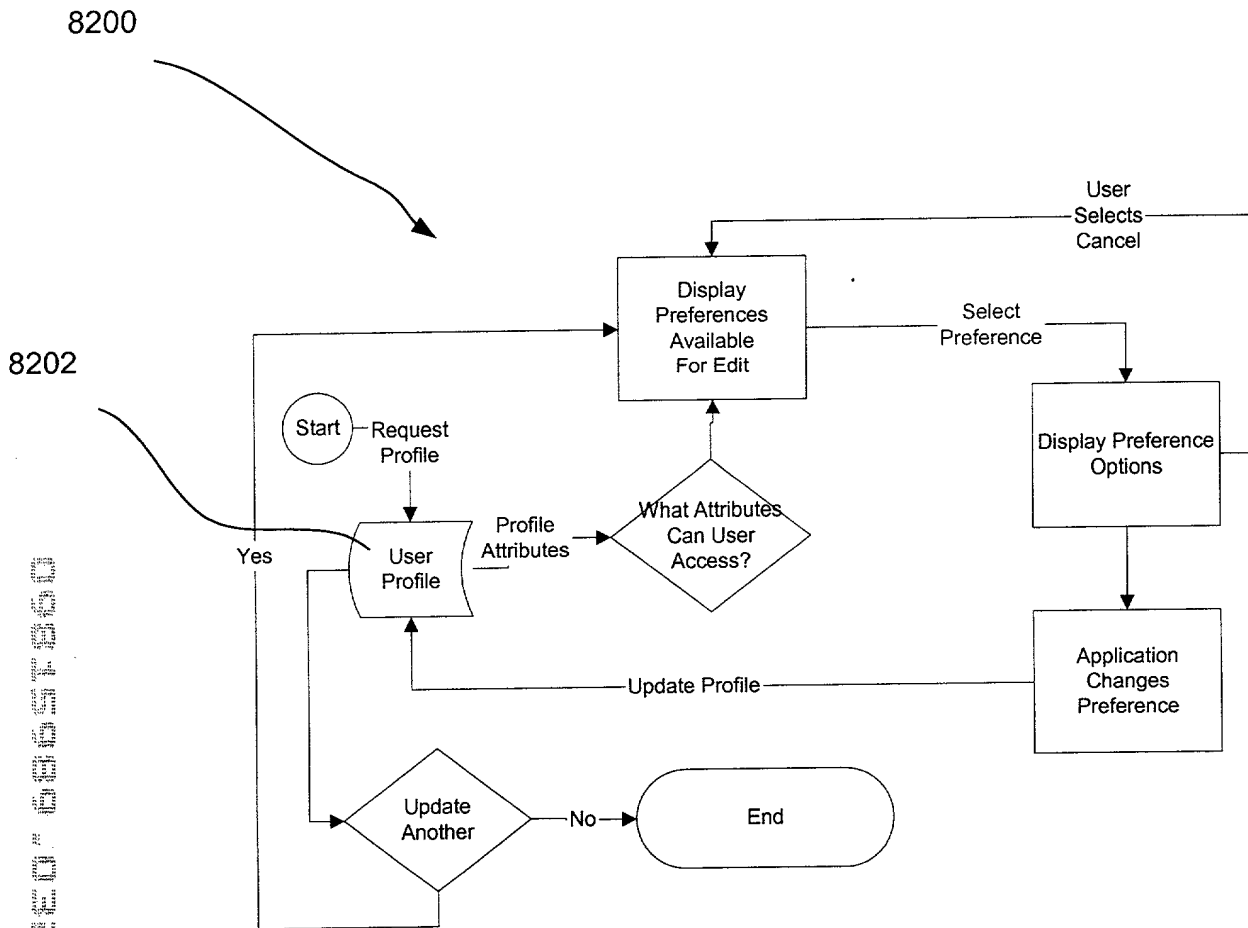 8200
User
Selects
Cancel
Display
Preferences
Available
For Edit
Select
Preference
8202
Start
Request
Profile
Display Preference
Options
What Attributes
Can User
Access?
Profile
Attributes
User
Profile
Yes
Application
Changes
Preference
Update Profile
Update
Another
No
End